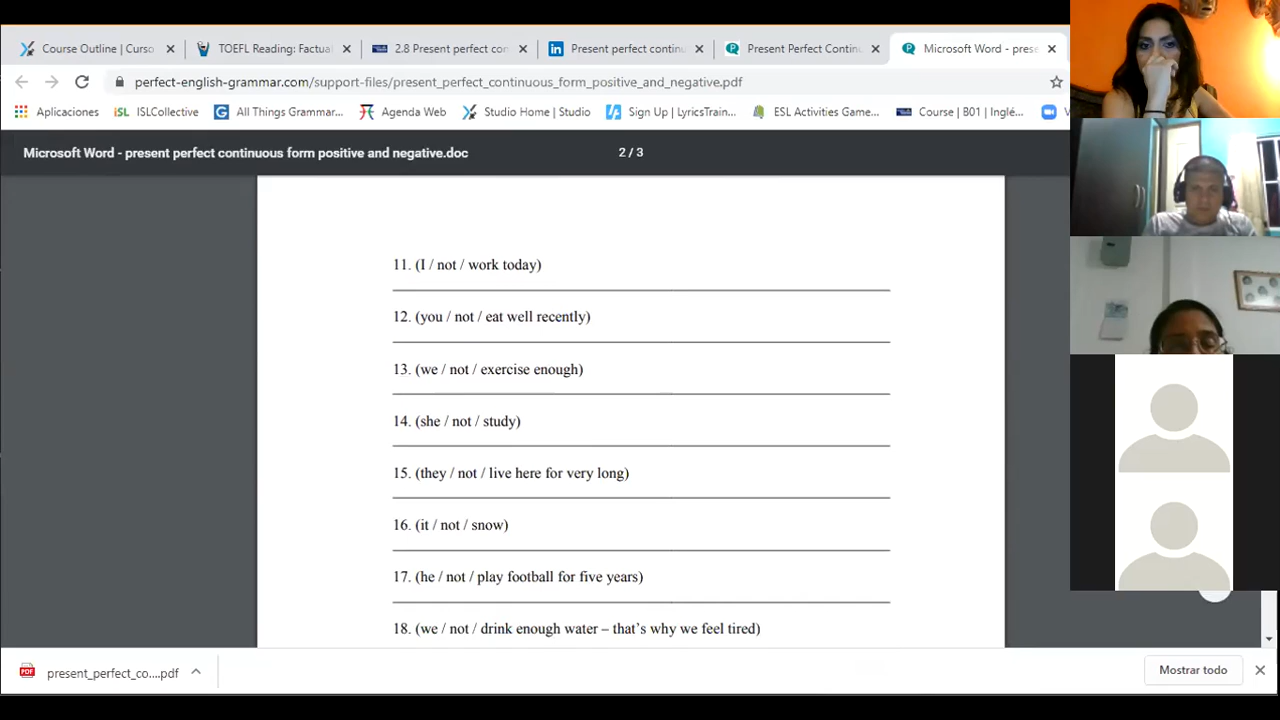 Course Outline | Curso
TOEFL Reading: Factual
2.8 Present perfect con
Present perfect continu
Present Perfect Contin
Microsoft Word - prese
perfect-english-grammar.com/support-files/present_perfect_continuous_form_positive_and_negative.pdf
Aplicaciones
iSL ISLCollective
All Things Grammar...
Agenda Web
Studio Home | Studio
Sign Up | LyricsTrain...
ESL Activities Game...
Course | B01 | Inglé...
Microsoft Word - present perfect continuous form positive and negative.doc
2 / 3
11. (I / not / work today)
12. (you / not / eat well recently)
13. (we / not / exercise enough)
14. (she / not / study)
15. (they / not / live here for very long)
16. (it / not / snow)
17. (he / not / play football for five years)
18. (we / not / drink enough water – that's why we feel tired)
present_perfect_co....pdf
Mostrar todo